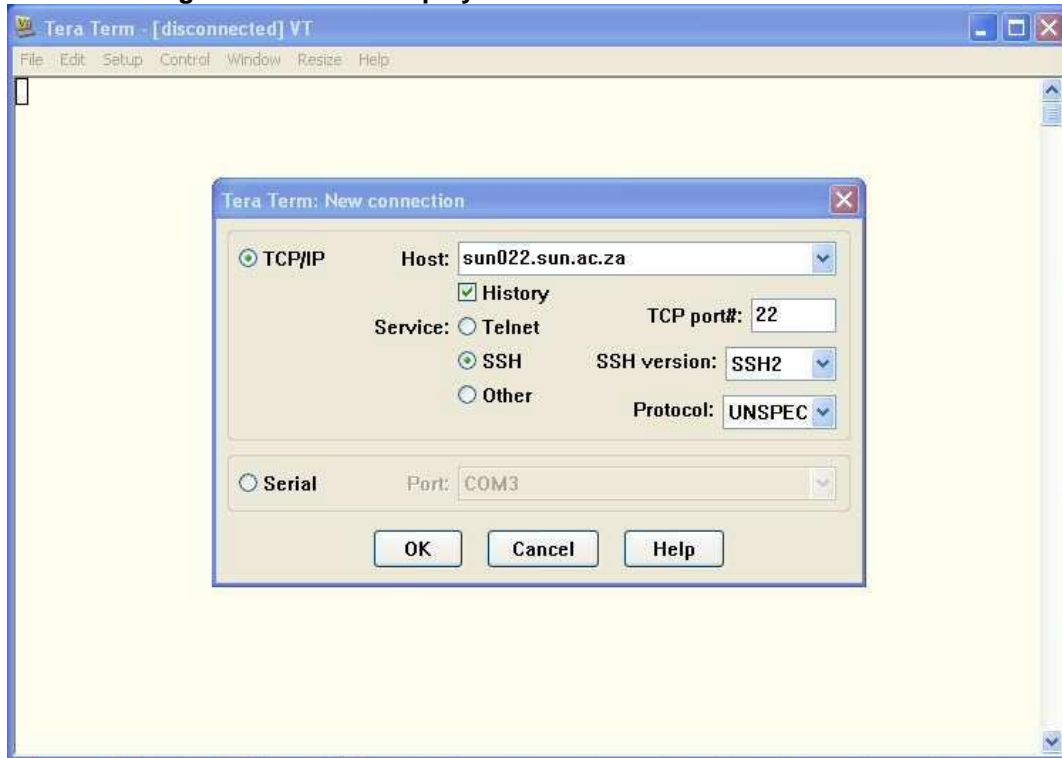 Tera Term - [disconnected] VT
File Edit Setup Control Window Resize Help
Tera Term: New connection
TCP/IP Host: sun022.sun.ac.za
History
Service: Telnet TCP port#: 22
SSH SSH version: SSH2
Other Protocol: UNSPEC
Serial Port: COM3
OK Cancel Help